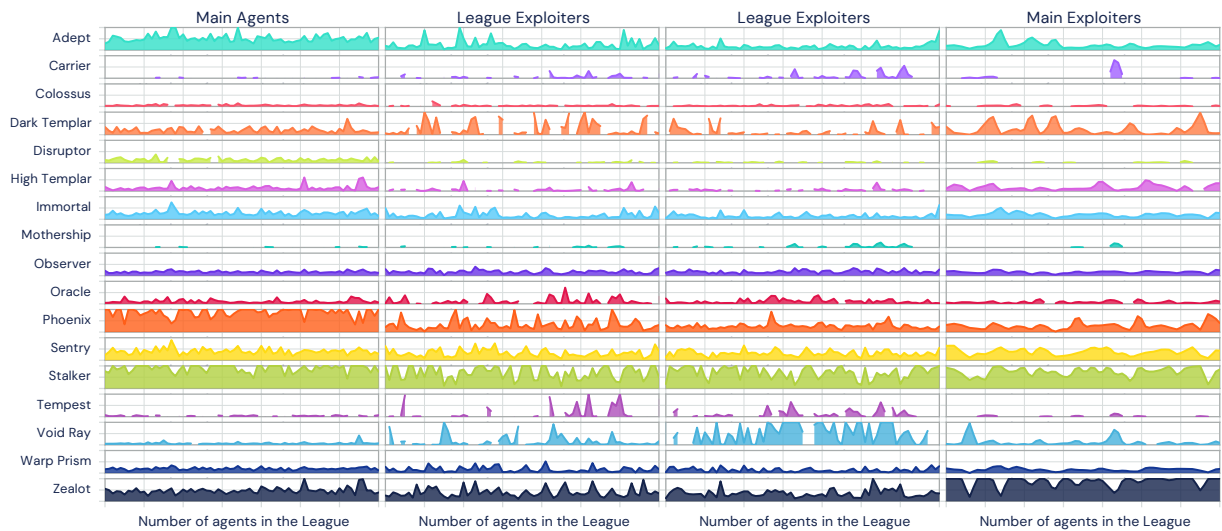 Main Agents League Exploiters League Exploiters Main Exploiters
Adept
Carrier
Colossus
Dark Templar
Disruptor
High Templar
Immortal
Mothership
Observer
Oracle
Phoenix
Sentry
Stalker
Tempest
Void Ray
Warp Prism
Zealot
Number of agents in the League Number of agents in the League Number of agents in the League Number of agents in the League